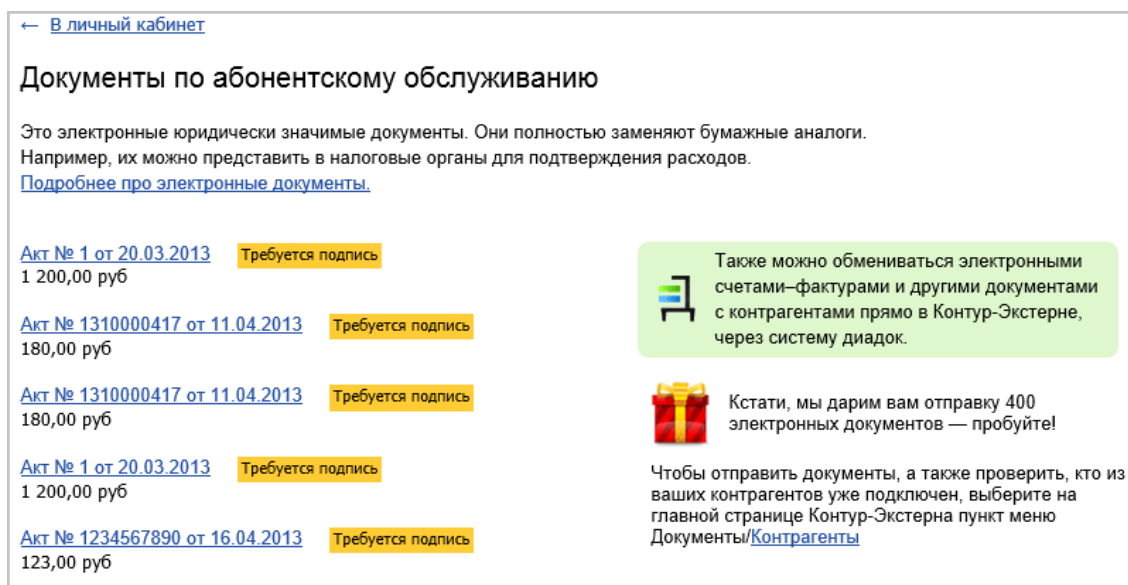 ← В личный кабинет
Документы по абонентскому обслуживанию
Это электронные юридически значимые документы. Они полностью заменяют бумажные аналоги.
Например, их можно представить в налоговые органы для подтверждения расходов.
Подробнее про электронные документы.
Акт № 1 от 20.03.2013 Требуется подпись
1 200,00 руб
Акт № 1310000417 от 11.04.2013 Требуется подпись
180,00 руб
Акт № 1310000417 от 11.04.2013 Требуется подпись
180,00 руб
Акт № 1 от 20.03.2013 Требуется подпись
1 200,00 руб
Акт № 1234567890 от 16.04.2013 Требуется подпись
123,00 руб
Также можно обмениваться электронными
счетами–фактурами и другими документами
с контрагентами прямо в Контур-Экстерне,
через систему диадок.
Кстати, мы дарим вам отправку 400
электронных документов — пробуйте!
Чтобы отправить документы, а также проверить, кто из
ваших контрагентов уже подключен, выберите на
главной странице Контур-Экстерна пункт меню
Документы/Контрагенты